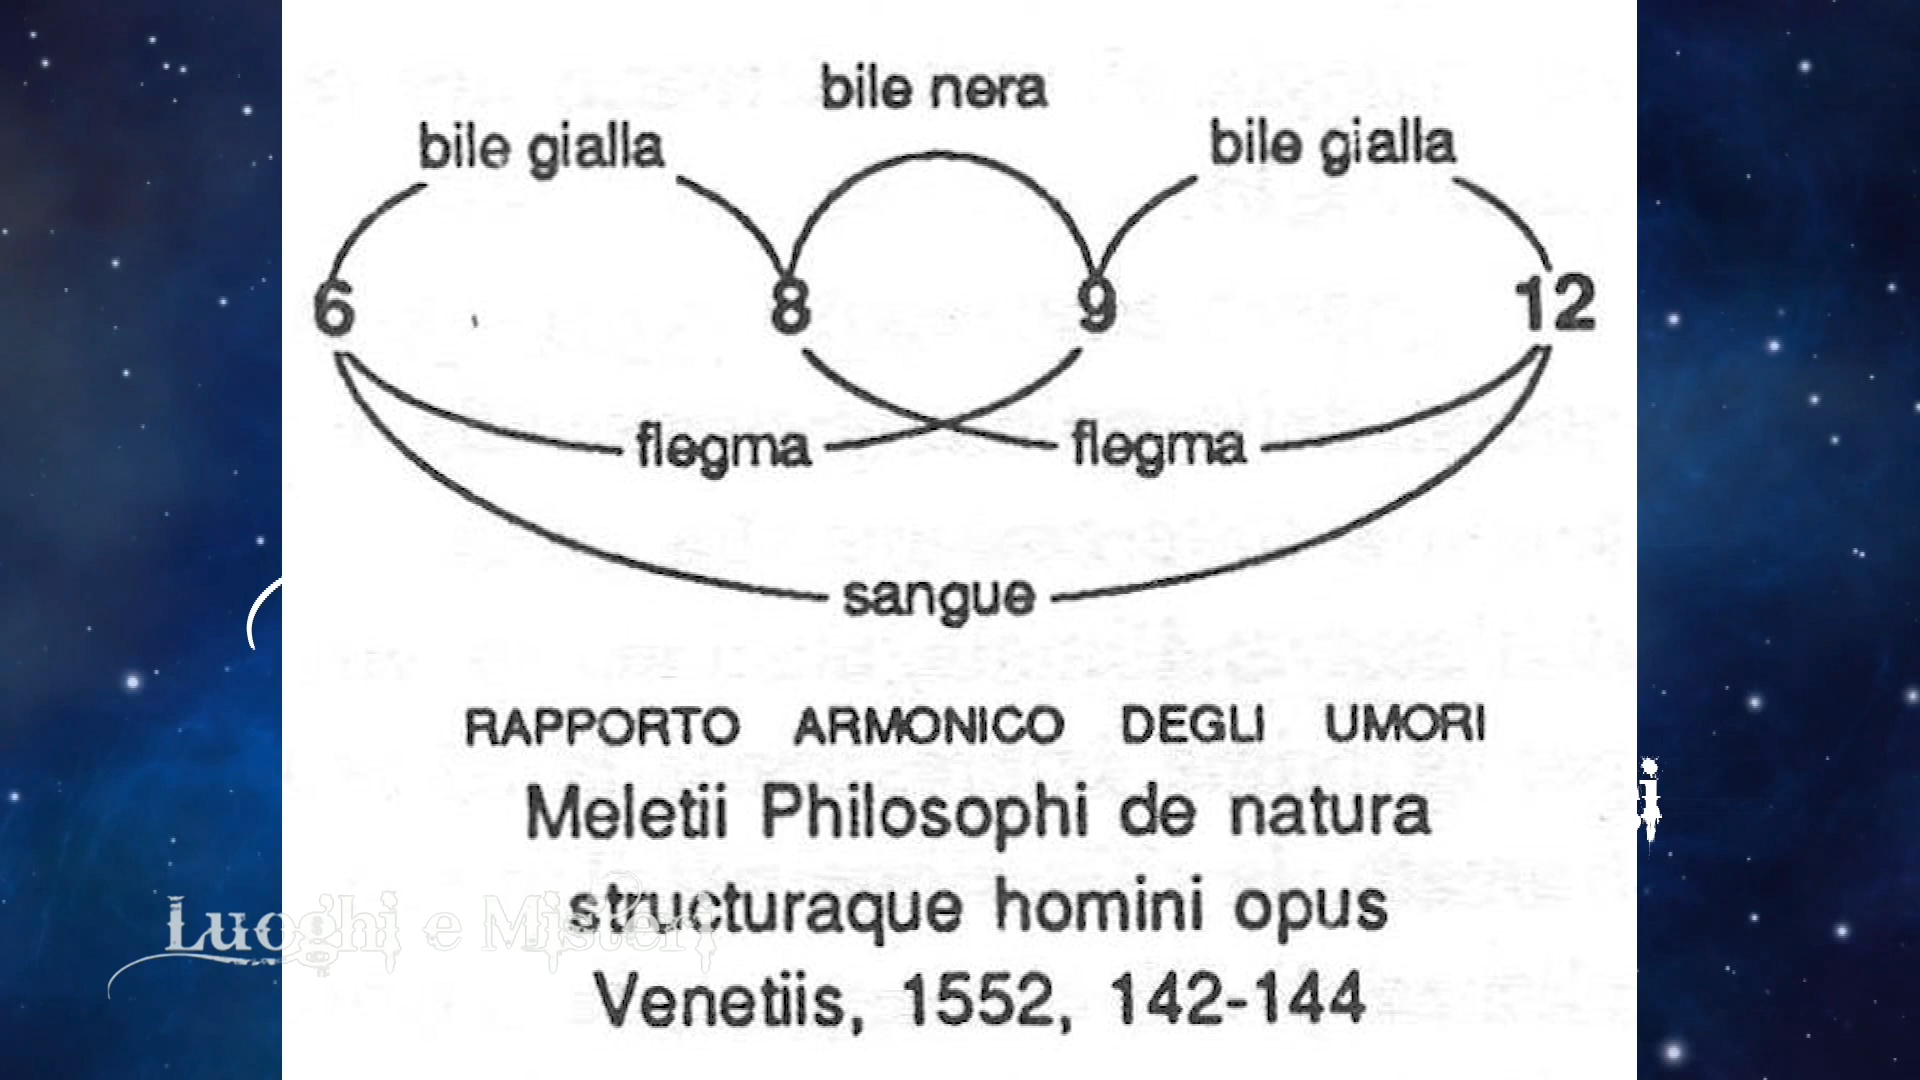 bile nera
bile gialla bile gialla
6 8 9 12
flegma flegma
sangue
RAPPORTO ARMONICO DEGLI UMORI
Meletii Philosophi de natura
structuraque homini opus
Venetiis, 1552, 142-144
Luoghi e Misteri